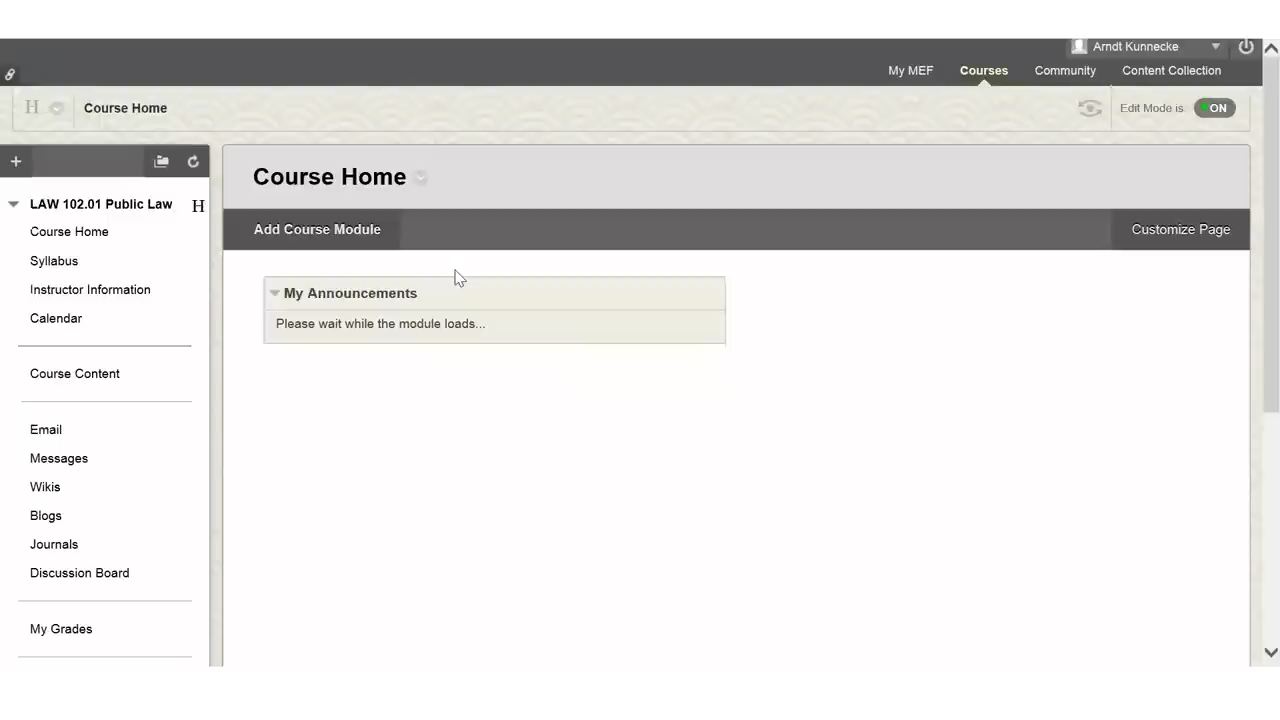 Arndt Kunnecke
My MEF Courses Community Content Collection
H Course Home Edit Mode is: ON
Course Home
Add Course Module Customize Page
LAW 102.01 Public Law H
Course Home
Syllabus
Instructor Information
Calendar
Course Content
Email
Messages
Wikis
Blogs
Journals
Discussion Board
My Grades
My Announcements
Please wait while the module loads...